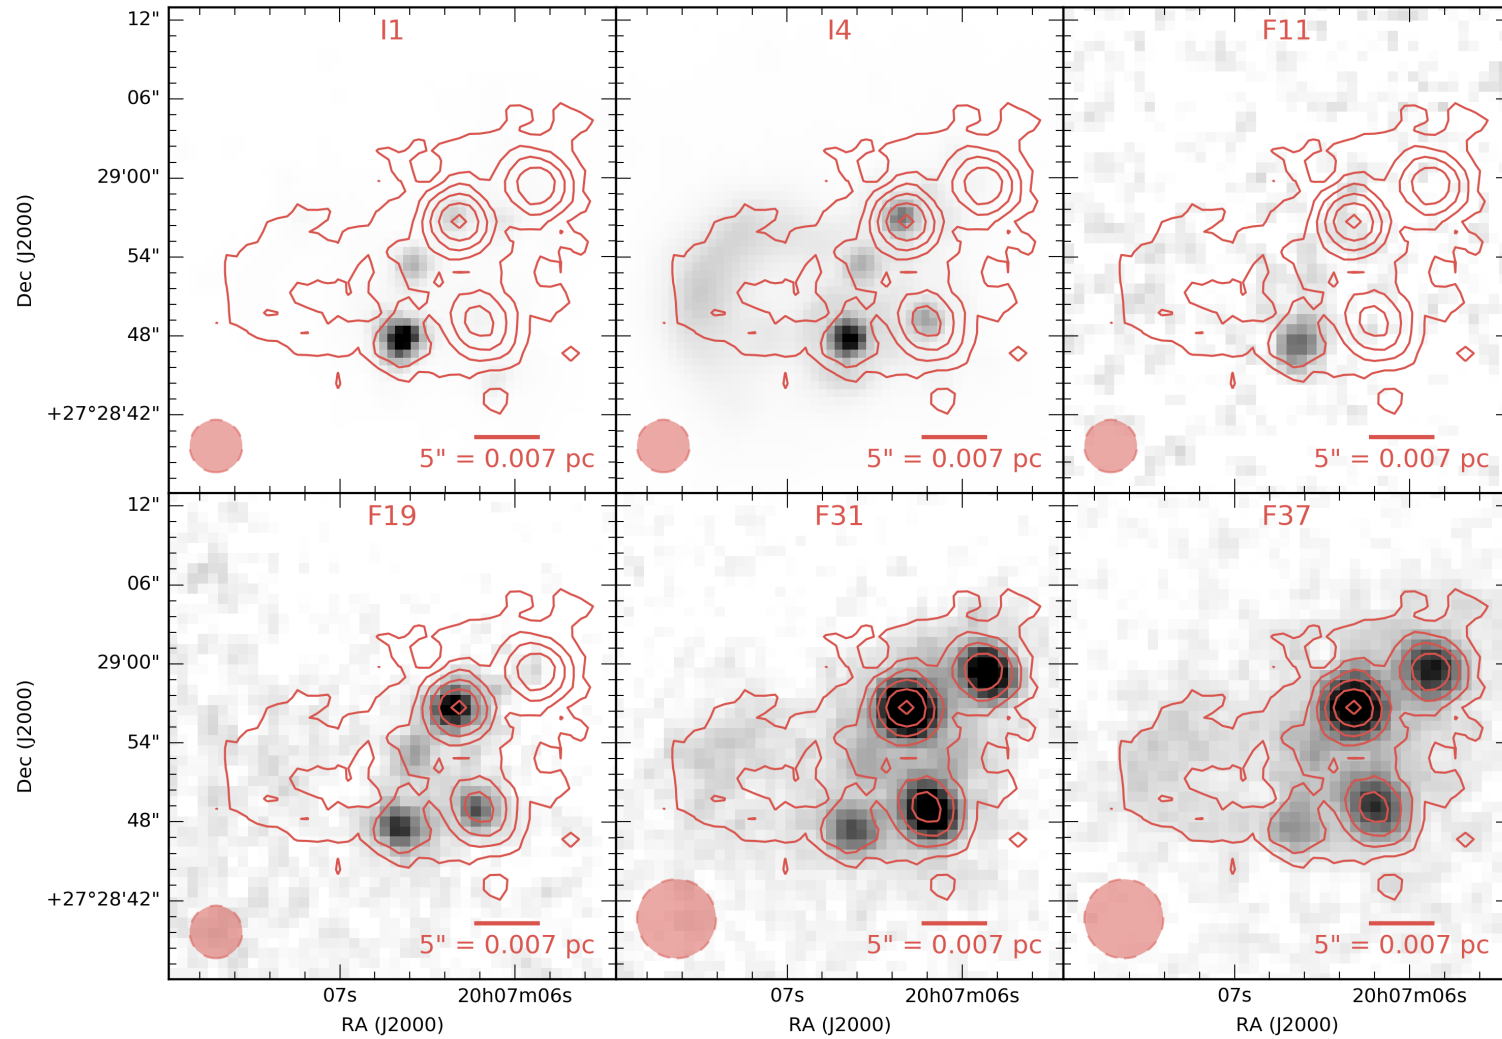 I1
I4
F11
12"
06"
29'00"
54"
48"
+27°28'42"
Dec (J2000)
5" = 0.007 pc
5" = 0.007 pc
5" = 0.007 pc
F19
F31
F37
12"
06"
29'00"
54"
48"
+27°28'42"
Dec (J2000)
5" = 0.007 pc
5" = 0.007 pc
5" = 0.007 pc
07s
20h07m06s
07s
20h07m06s
07s
20h07m06s
RA (J2000)
RA (J2000)
RA (J2000)